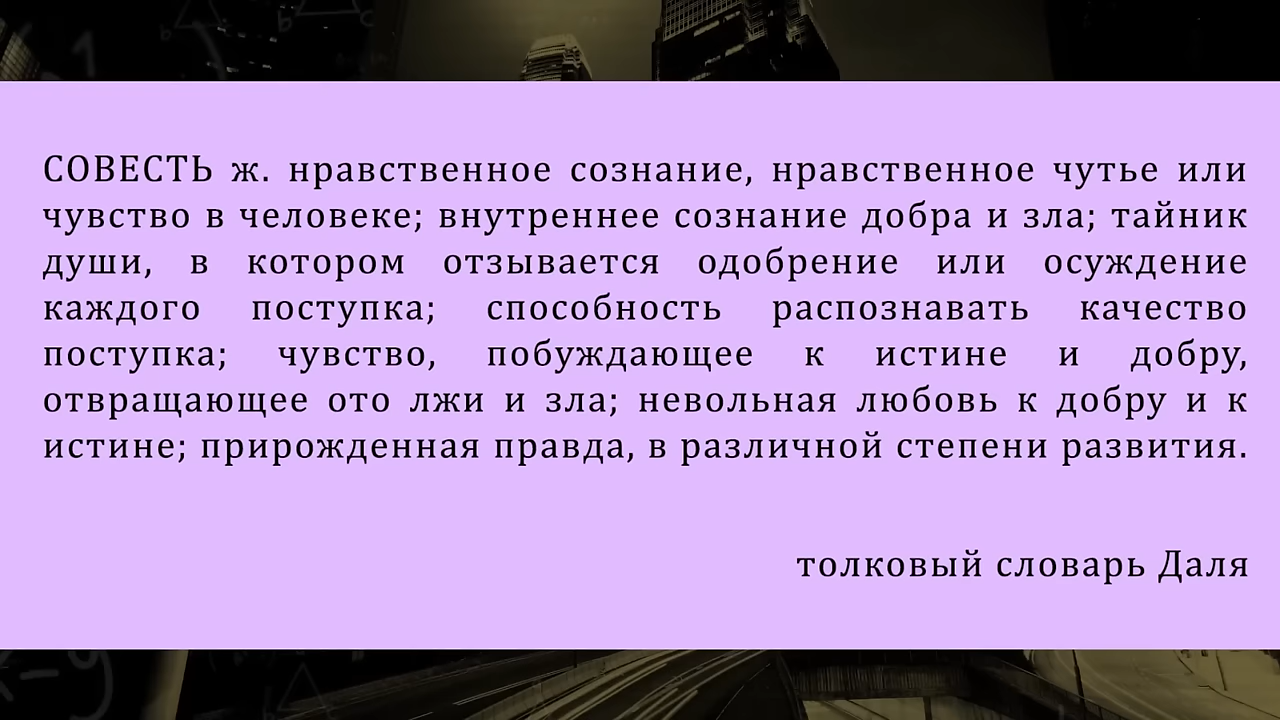 СОВЕСТЬ ж. нравственное сознание, нравственное чутье или
чувство в человеке; внутреннее сознание добра и зла; тайник
души, в котором отзывается одобрение или осуждение
каждого поступка; способность распознавать качество
поступка; чувство, побуждающее к истине и добру,
отвращающее ото лжи и зла; невольная любовь к добру и к
истине; прирожденная правда, в различной степени развития.
толковый словарь Даля